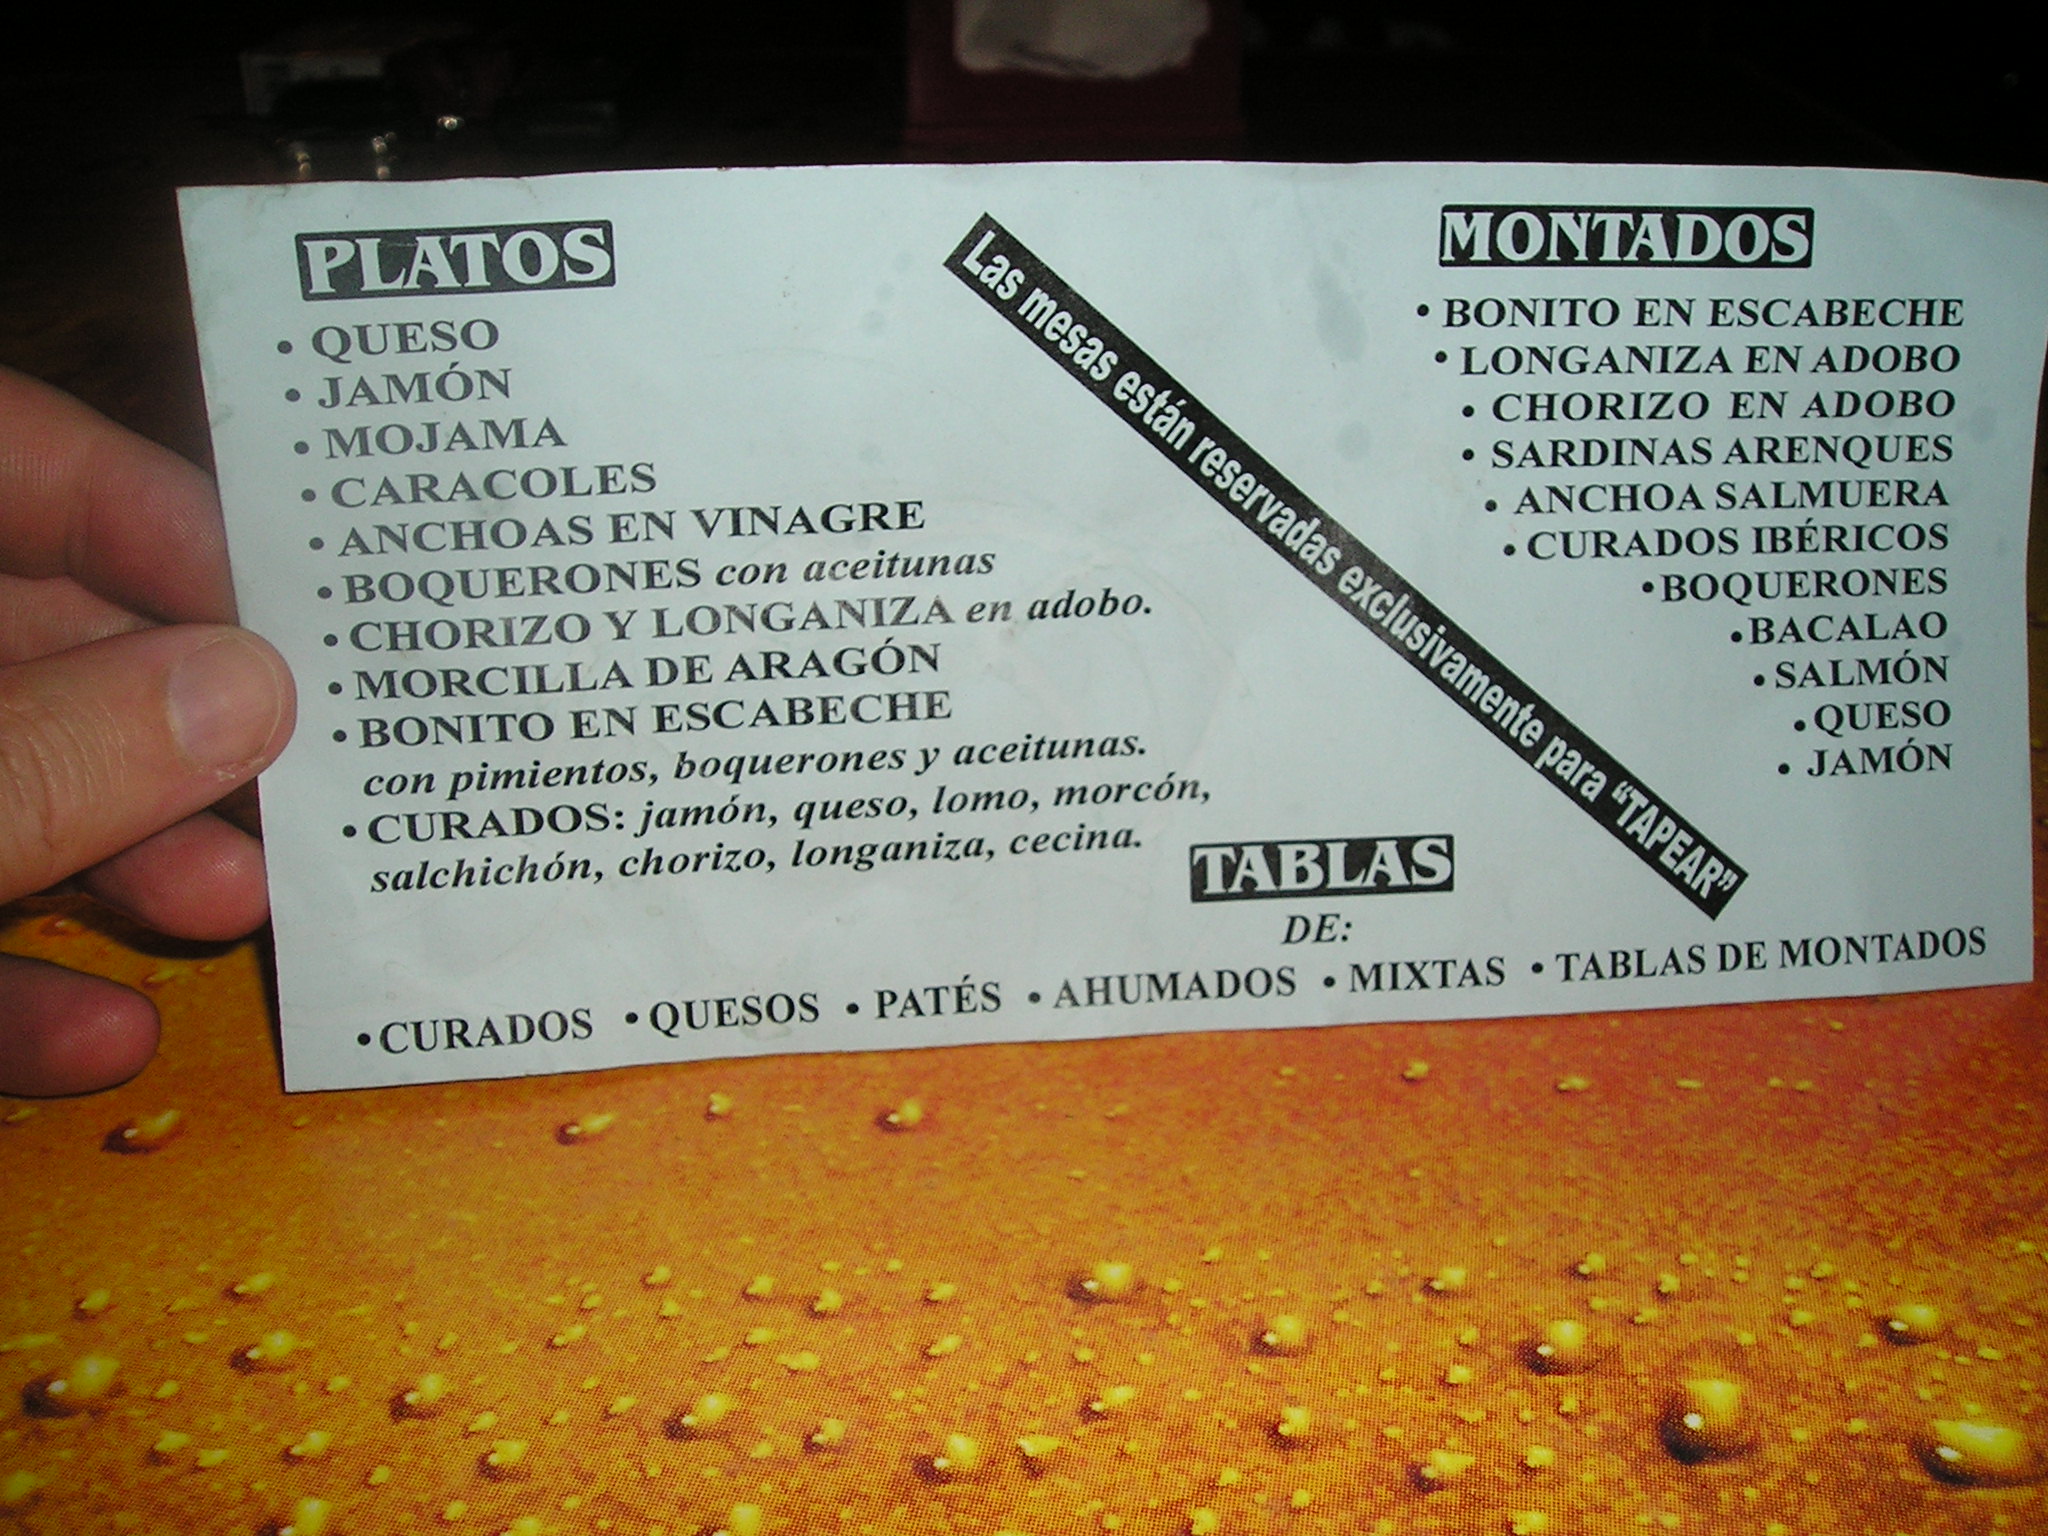 PLATOS
• QUESO
• JAMÓN
• MOJAMA
• CARACOLES
• ANCHOAS EN VINAGRE
• BOQUERONES con aceitunas
• CHORIZO Y LONGANIZA en adobo.
• MORCILLA DE ARAGÓN
• BONITO EN ESCABECHE
con pimientos, boquerones y aceitunas.
• CURADOS: jamón, queso, lomo, morcón,
salchichón, chorizo, longaniza, cecina.
Las mesas están reservadas exclusivamente para “TAPEAR”
MONTADOS
• BONITO EN ESCABECHE
• LONGANIZA EN ADOBO
• CHORIZO EN ADOBO
• SARDINAS ARENQUES
• ANCHOA SALMUERA
• CURADOS IBÉRICOS
• BOQUERONES
• BACALAO
• SALMÓN
• QUESO
• JAMÓN
TABLAS
DE:
• CURADOS • QUESOS • PATÉS • AHUMADOS • MIXTAS • TABLAS DE MONTADOS